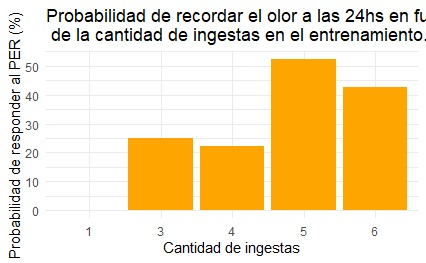 Probabilidad de recordar el olor a las 24hs en fu
de la cantidad de ingestas en el entrenamiento.
Probabilidad de responder al PER (%)
50
40
30
20
10
0
1 3 4 5 6
Cantidad de ingestas